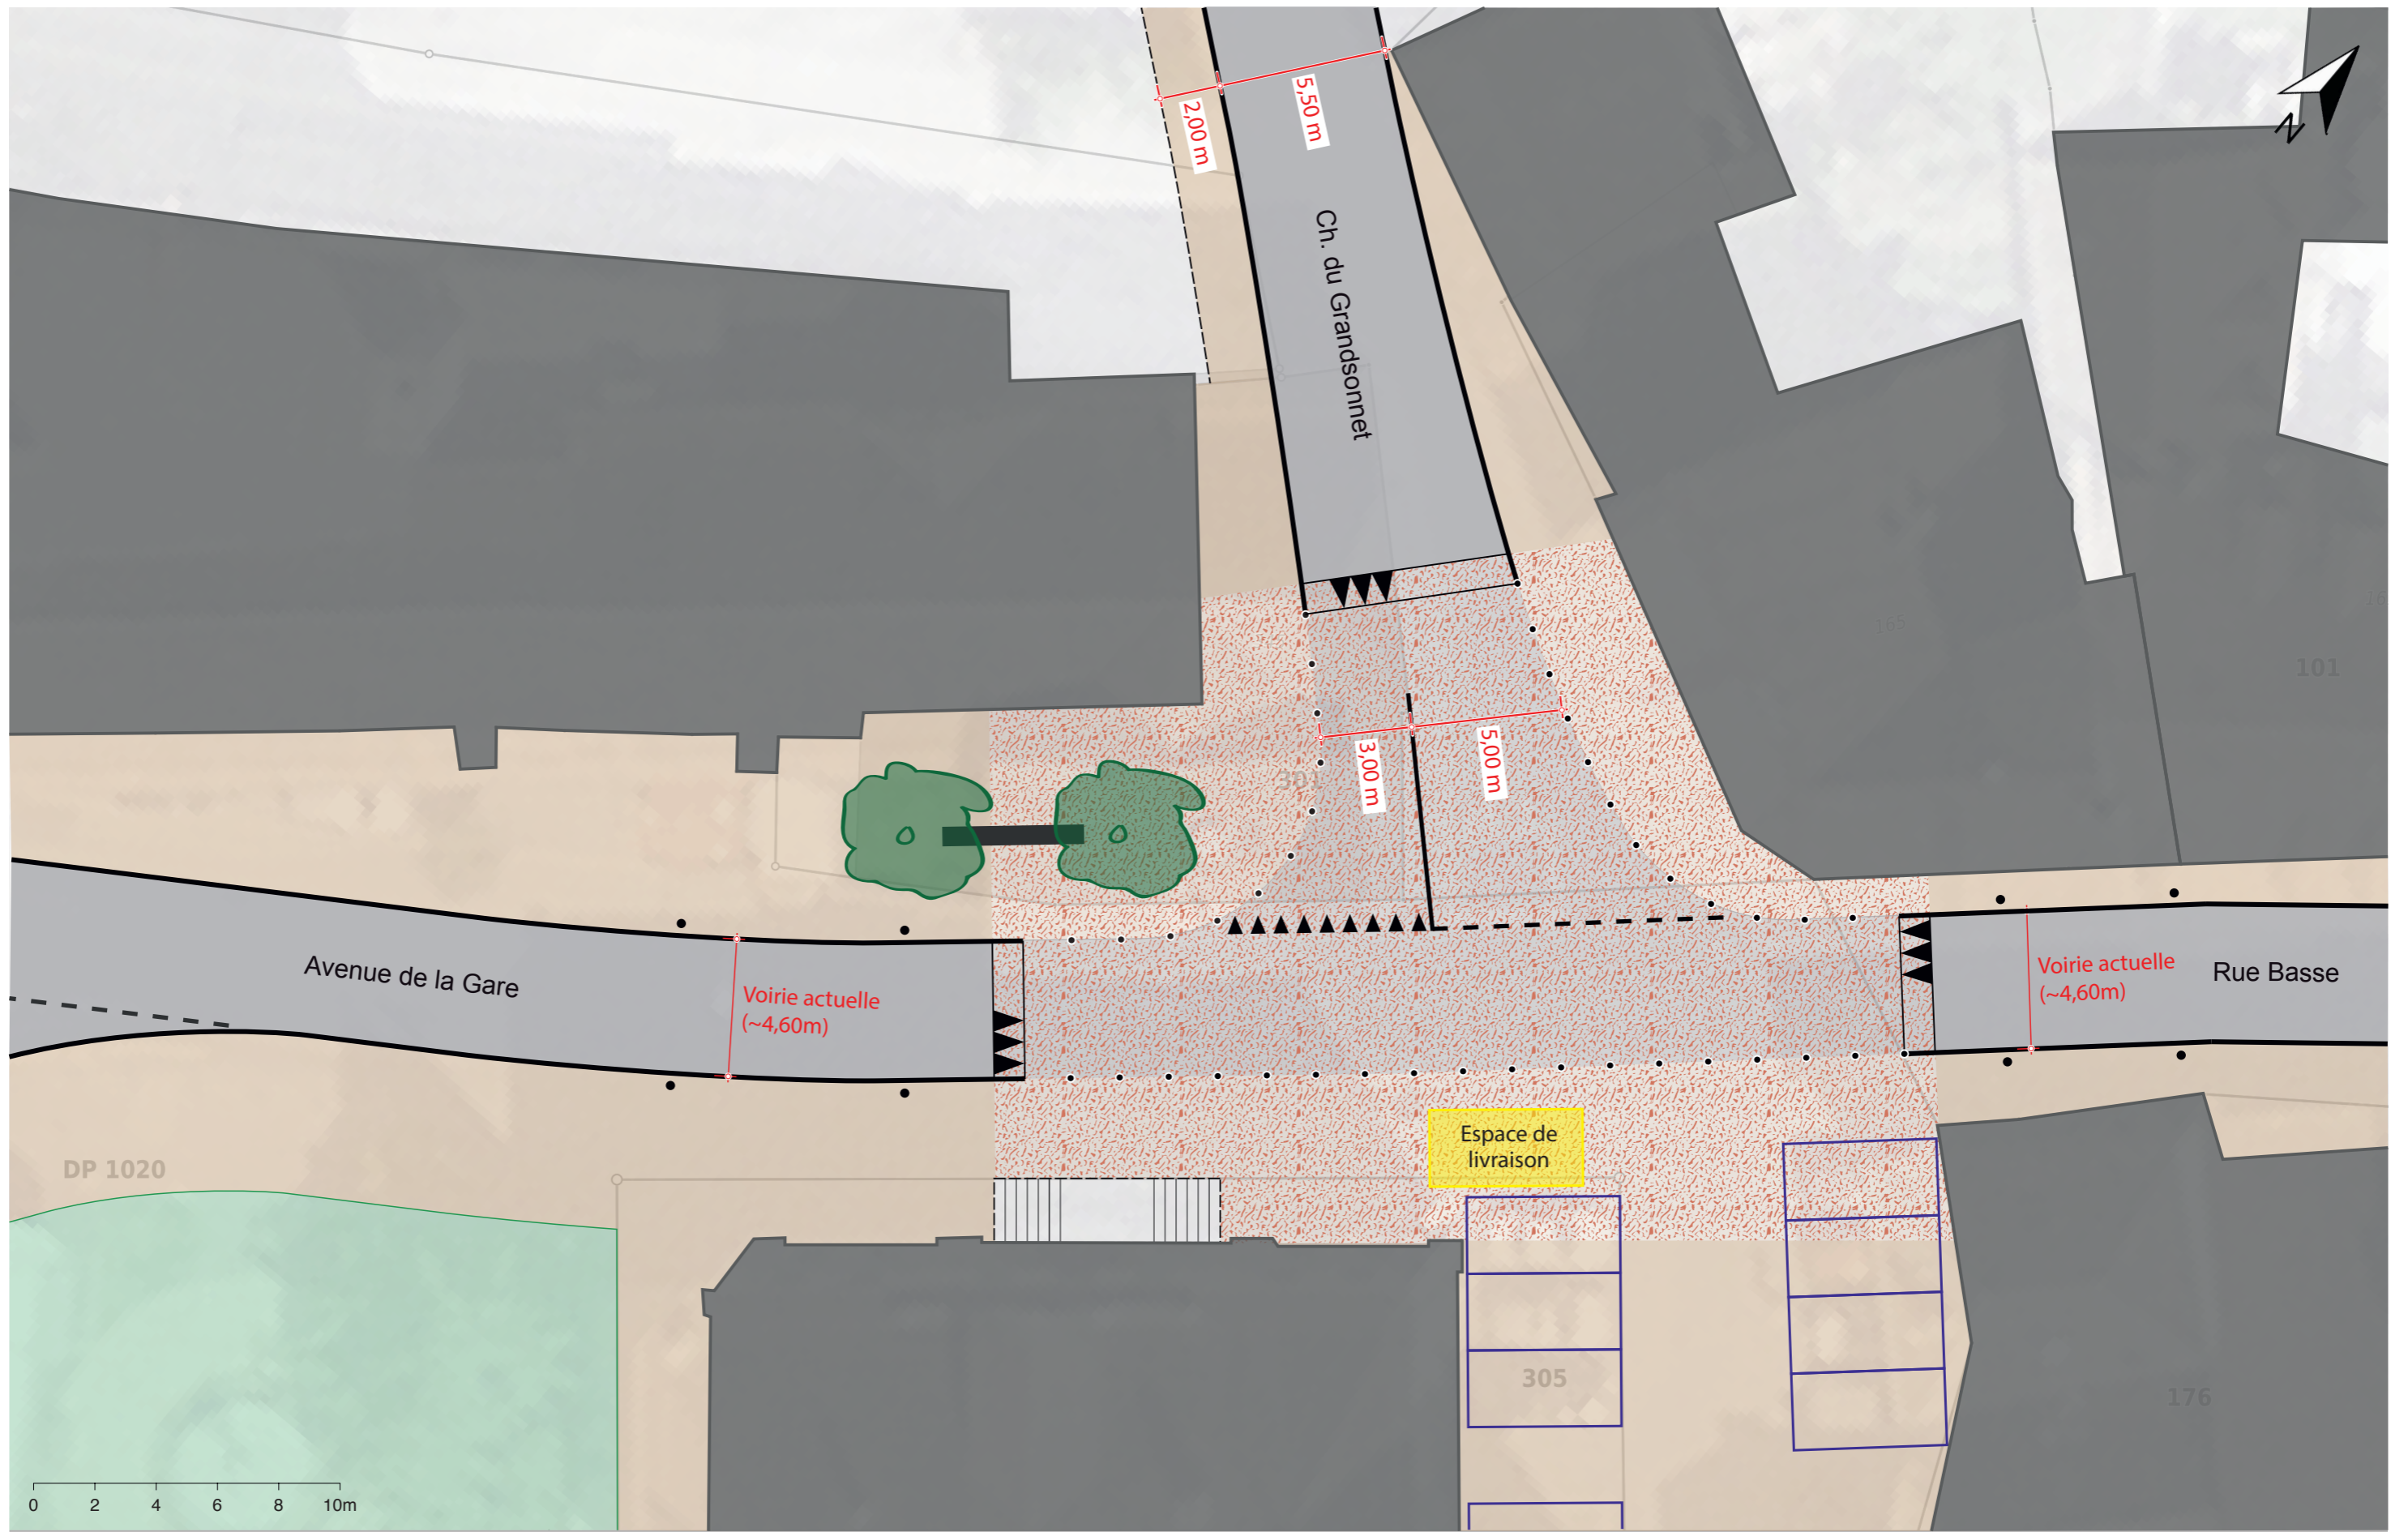 2,00 m
5,50 m
N
Ch. du Grandsonnet
165
101
301
3,00 m
5,00 m
Avenue de la Gare
Voirie actuelle
(~4,60m)
Voirie actuelle
(~4,60m)
Rue Basse
Espace de
livraison
DP 1020
305
176
0 2 4 6 8 10m